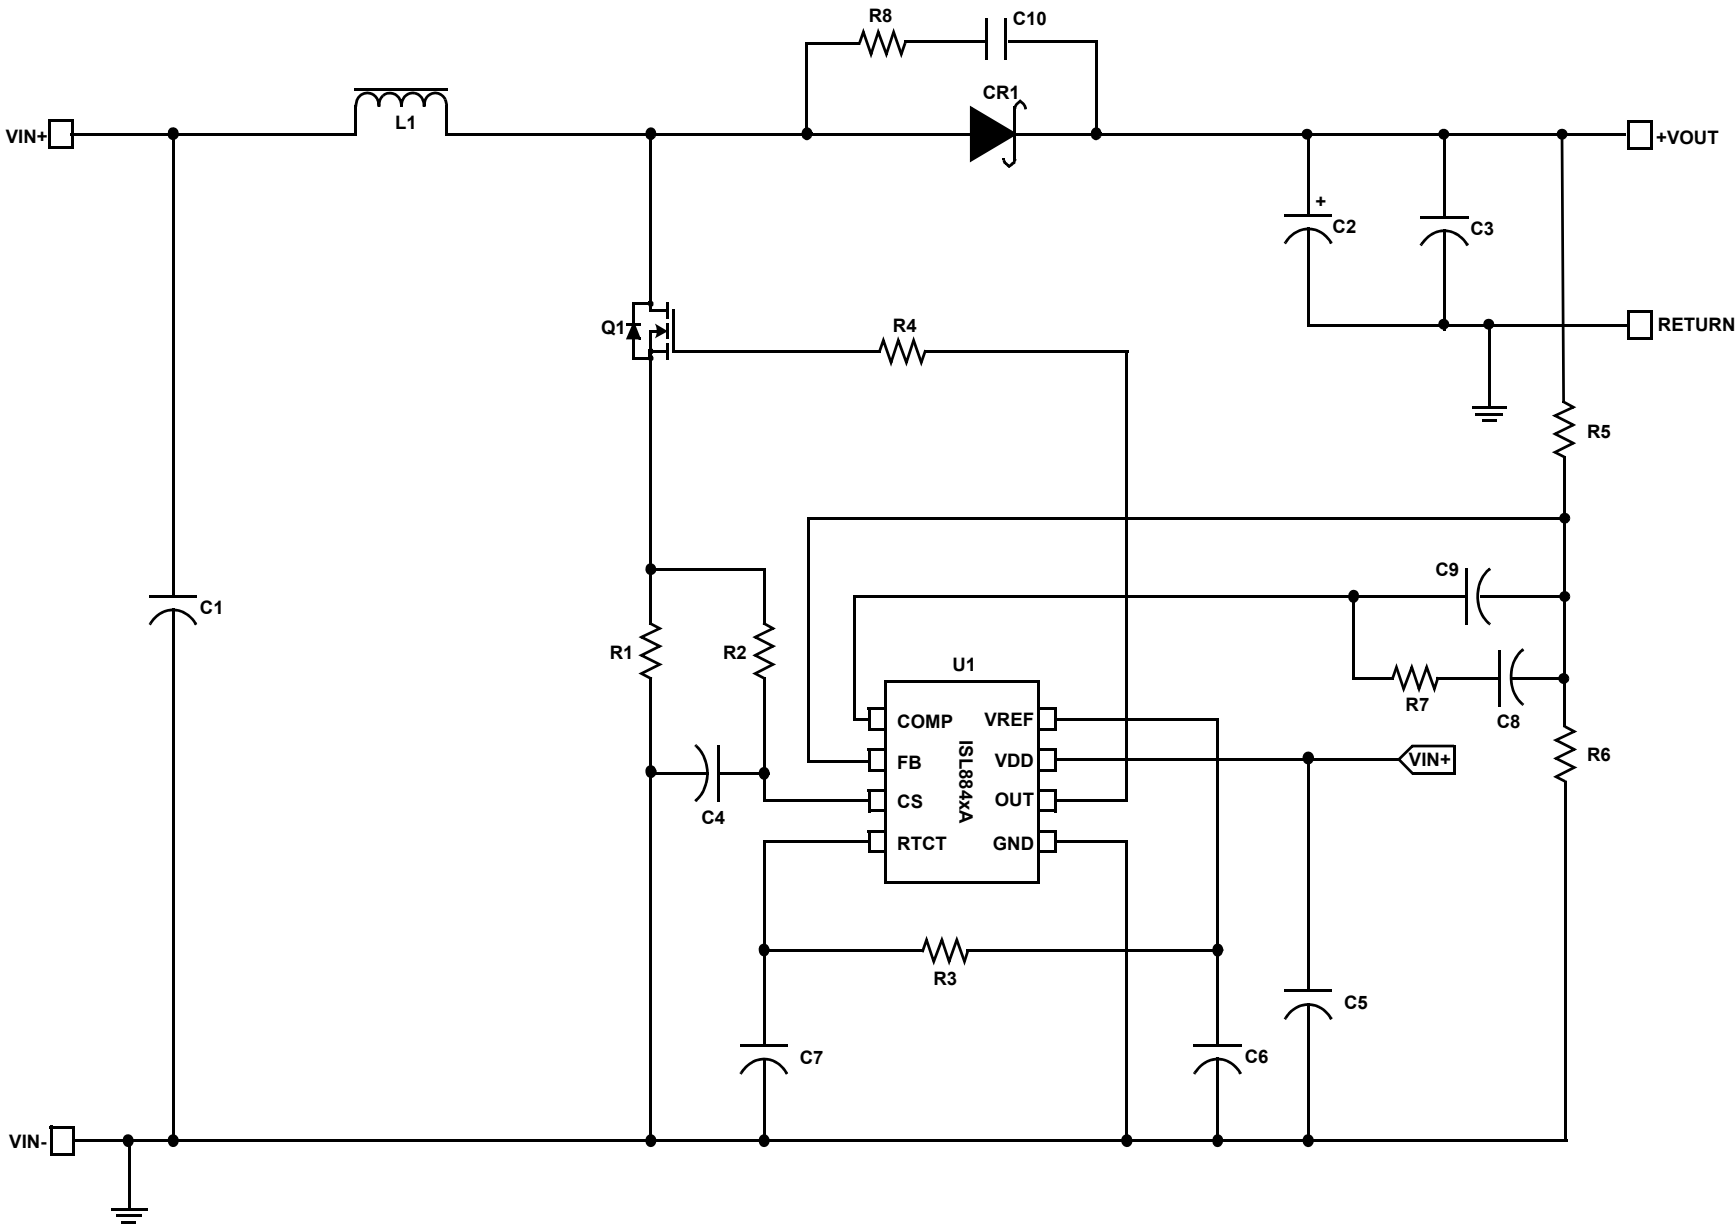 R8
C10
CR1
VIN+
L1
+VOUT
+
C2
C3
Q1
R4
RETURN
R5
C9
C1
R1
R2
U1
R7
C8
COMP
VREF
FB
VDD
VIN+
R6
CS
OUT
C4
RTCT
GND
ISL884xA
R3
C5
C7
C6
VIN-